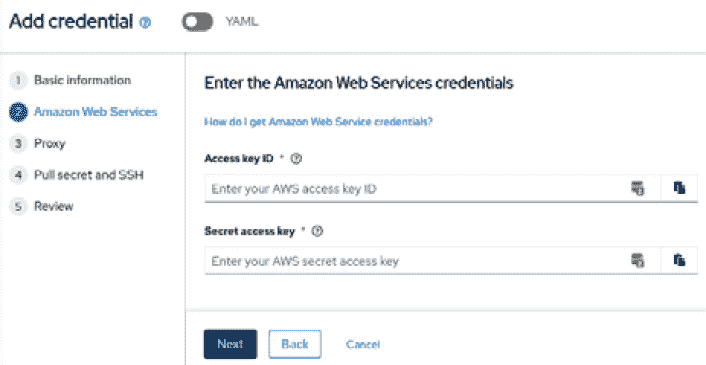 Add credential
YAML
1 Basic information
2 Amazon Web Services
3 Proxy
4 Pull secret and SSH
5 Review
Enter the Amazon Web Services credentials
How do I get Amazon Web Service credentials?
Access key ID *
Enter your AWS access key ID
Secret access key *
Enter your AWS secret access key
Next
Back
Cancel